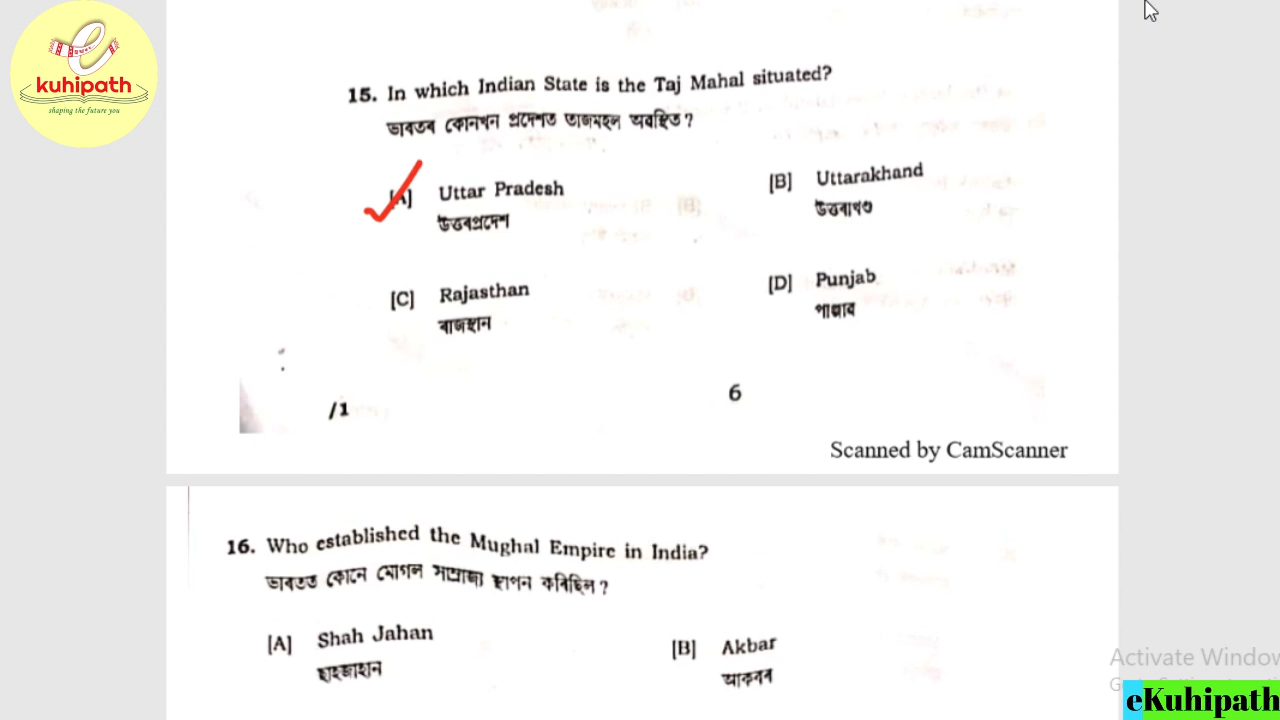 kuhipath
shaping the future you
15. In which Indian State is the Taj Mahal situated?
ভাৰতৰ কোনখন প্ৰদেশত তাজমহল অৱস্থিত?
[A] Uttar Pradesh
উত্তৰপ্ৰদেশ
[B] Uttarakhand
উত্তৰাখণ্ড
[C] Rajasthan
ৰাজস্থান
[D] Punjab
পাঞ্জাব
/1
6
Scanned by CamScanner
16. Who established the Mughal Empire in India?
ভাৰতত কোনে মোগল সাম্ৰাজ্য স্থাপন কৰিছিল?
[A] Shah Jahan
ছাহজাহান
[B] Akbar
আকবৰ
Activate Window
eKuhipath